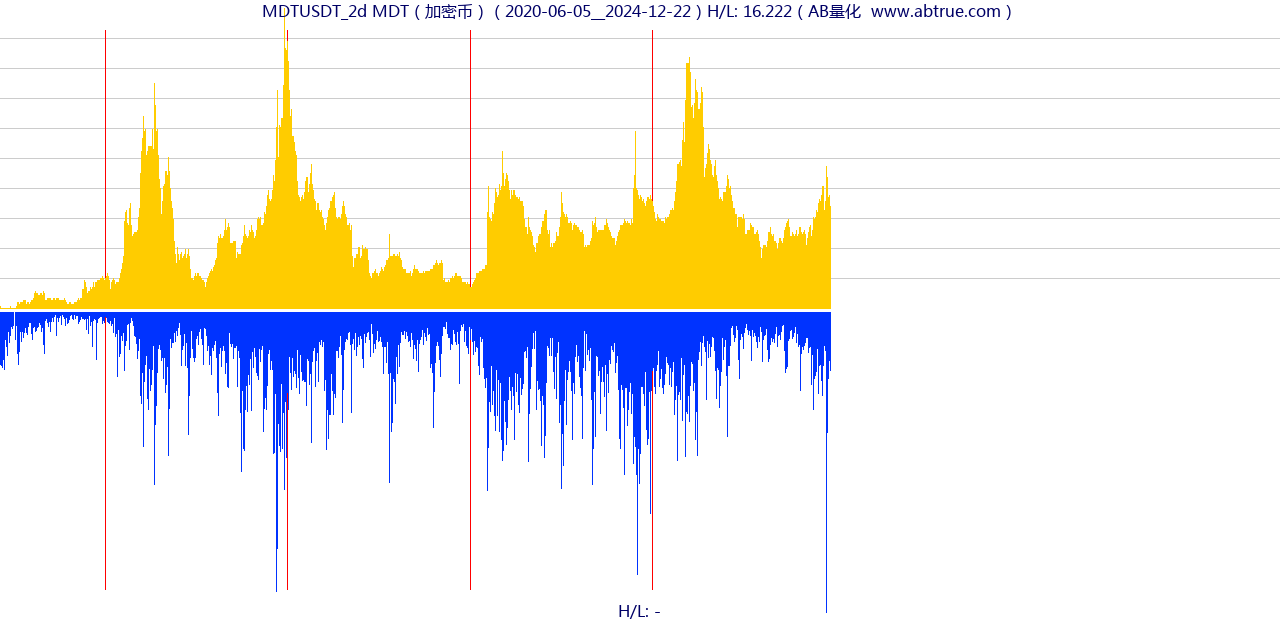 MDTUSDT_2d MDT ( 加密币 ) ( 2020-06-05__2024-12-22 ) H/L: 16.222 ( AB量化  www.abtrue.com )
H/L: -